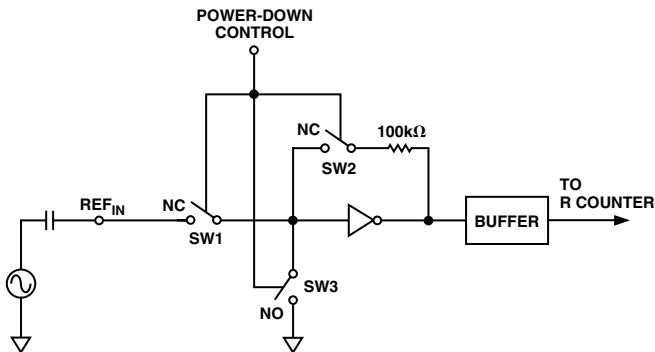 POWER-DOWN
CONTROL
NC
100kΩ
SW2
REFIN
NC
SW1
BUFFER
TO
R COUNTER
SW3
NO